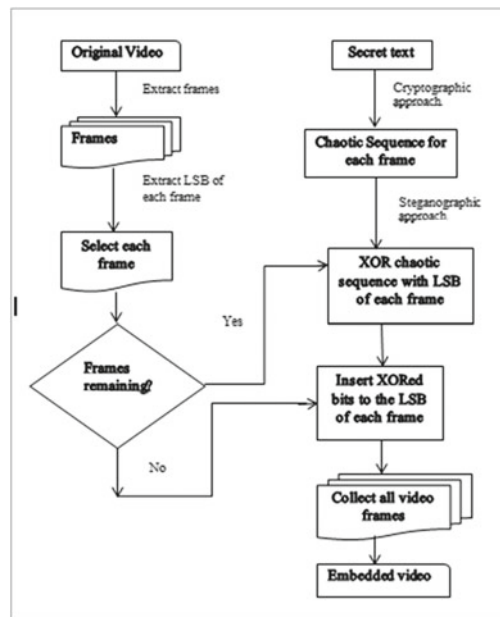 Original Video
Extract frames
Frames
Extract LSB of
each frame
Select each
frame
Frames
remaining?
Yes
No
Secret text
Cryptographic
approach.
Chaotic Sequence for
each frame
Steganographic
approach.
XOR chaotic
sequence with LSB
of each frame
Insert XORed
bits to the LSB
of each frame
Collect all video
frames
Embedded video